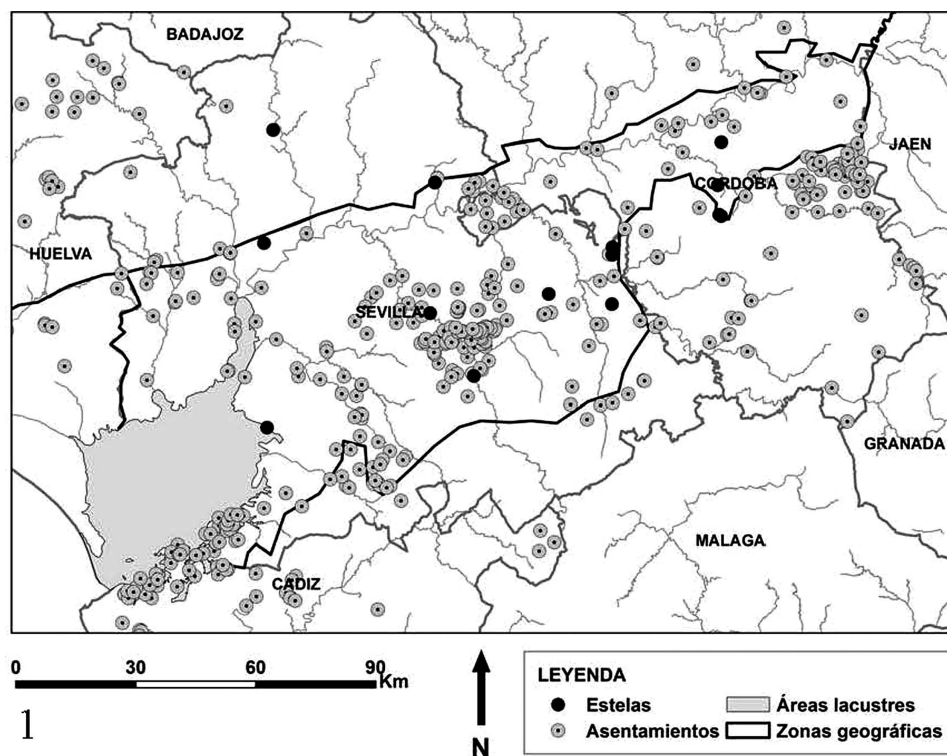 BADAJOZ
JAEN
CORDOBA
HUELVA
SEVILLA
GRANADA
MALAGA
CADIZ
0 30 60 90
Km
1
N
LEYENDA
Estelas
Áreas lacustres
Asentamientos
Zonas geográficas